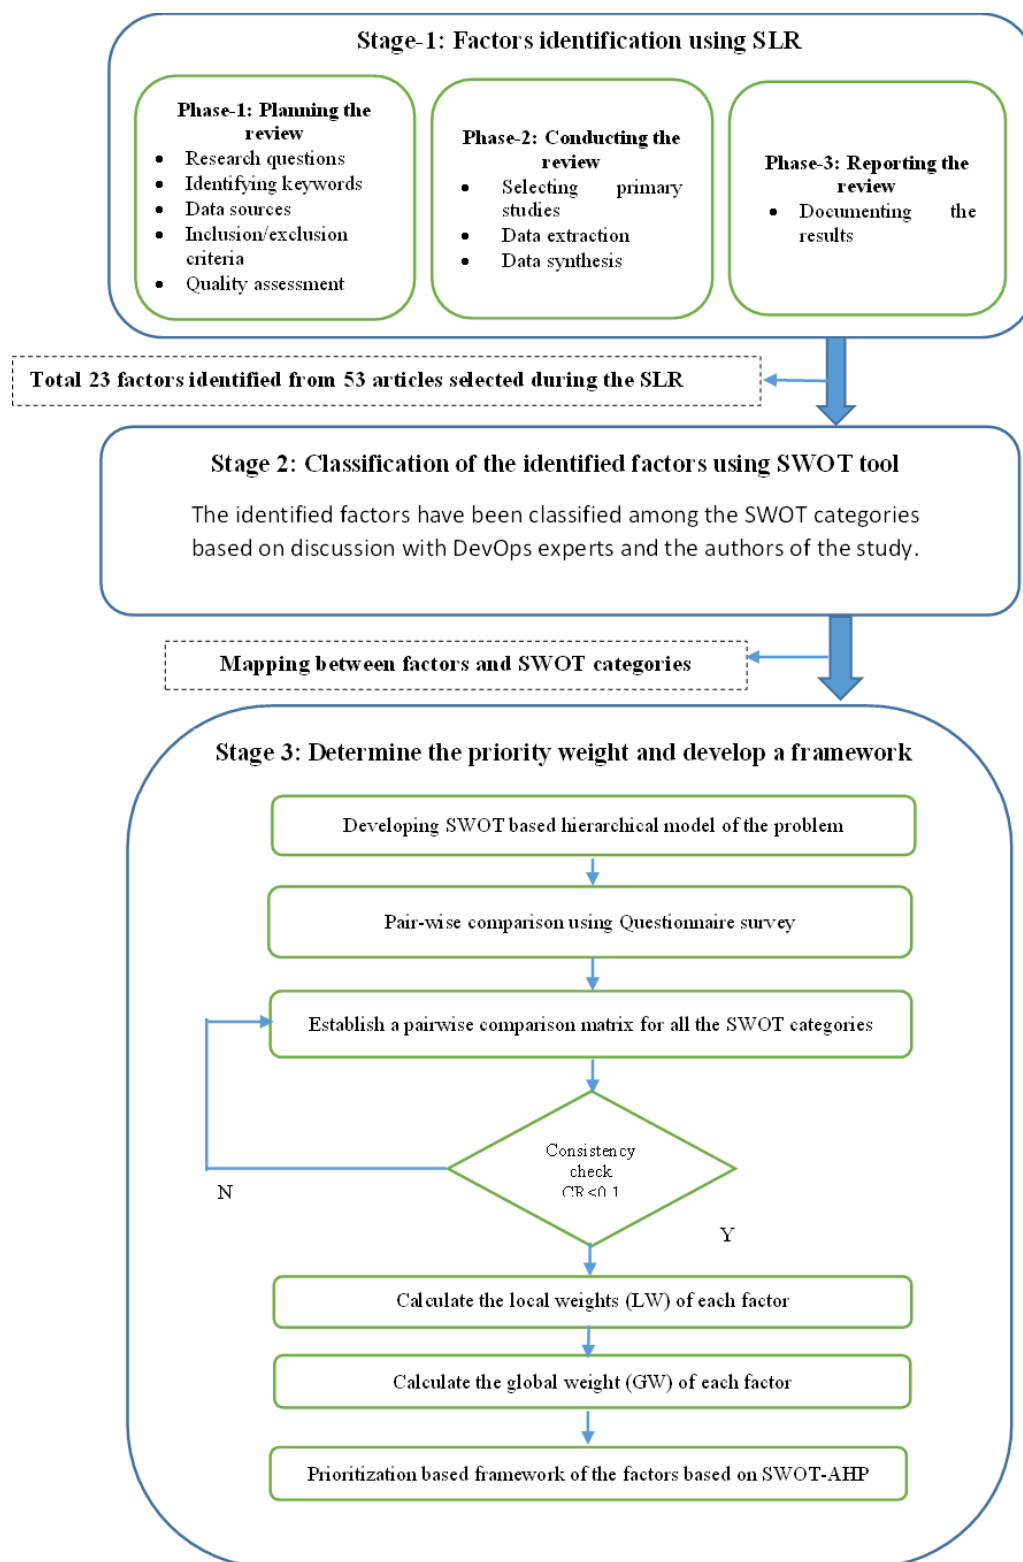 Stage-1: Factors identification using SLR
Phase-1: Planning the
review
• Research questions
• Identifying keywords
• Data sources
• Inclusion/exclusion
criteria
• Quality assessment
Phase-2: Conducting the
review
• Selecting primary
studies
• Data extraction
• Data synthesis
Phase-3: Reporting the
review
• Documenting the
results
Total 23 factors identified from 53 articles selected during the SLR
Stage 2: Classification of the identified factors using SWOT tool
The identified factors have been classified among the SWOT categories
based on discussion with DevOps experts and the authors of the study.
Mapping between factors and SWOT categories
Stage 3: Determine the priority weight and develop a framework
Developing SWOT based hierarchical model of the problem
Pair-wise comparison using Questionnaire survey
Establish a pairwise comparison matrix for all the SWOT categories
Consistency
check
CR<0.1
N
Y
Calculate the local weights (LW) of each factor
Calculate the global weight (GW) of each factor
Prioritization based framework of the factors based on SWOT-AHP